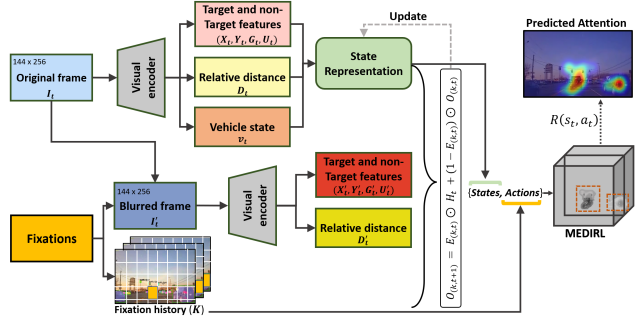 144 x 256
Original frame
I_t
Visual
encoder
Target and non-
Target features
(X_t, Y_t, G_t, U_t)
Relative distance
D_t
Vehicle state
v_t
State
Representation
Update
144 x 256
Blurred frame
I'_t
Fixations
Visual
encoder
Target and non-
Target features
(X'_t, Y'_t, G'_t, U'_t)
Relative distance
D'_t
Fixation history (K)
O_(k,t+1) = E_(k,t) ⊙ H_t + (1 − E_(k,t)) ⊙ O_(k,t)
{States, Actions}
MEDIRL
R(s_t, a_t)
Predicted Attention